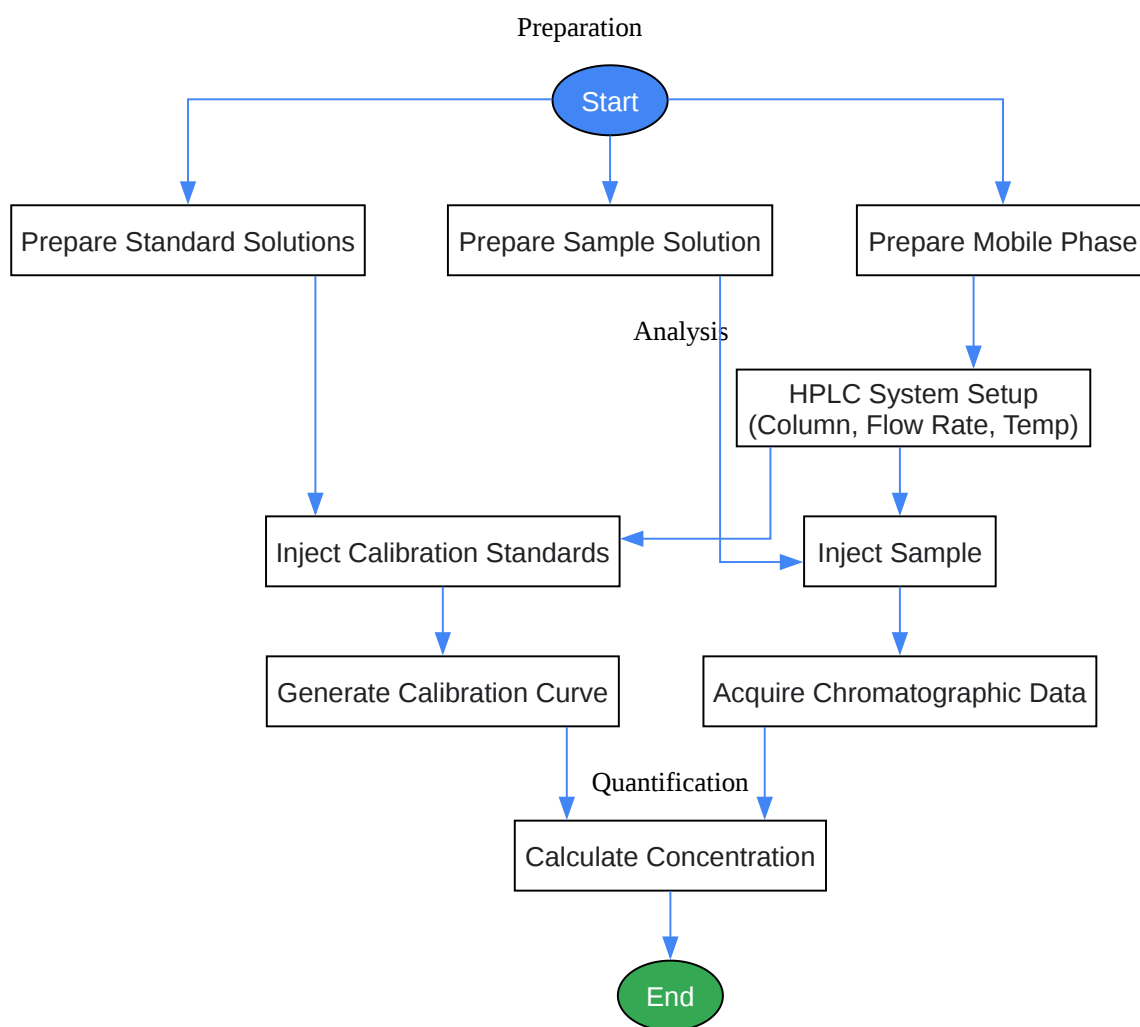 Preparation
Start
Prepare Standard Solutions
Prepare Sample Solution
Prepare Mobile Phase
Analysis
HPLC System Setup
(Column, Flow Rate, Temp)
Inject Calibration Standards
Inject Sample
Generate Calibration Curve
Acquire Chromatographic Data
Quantification
Calculate Concentration
End